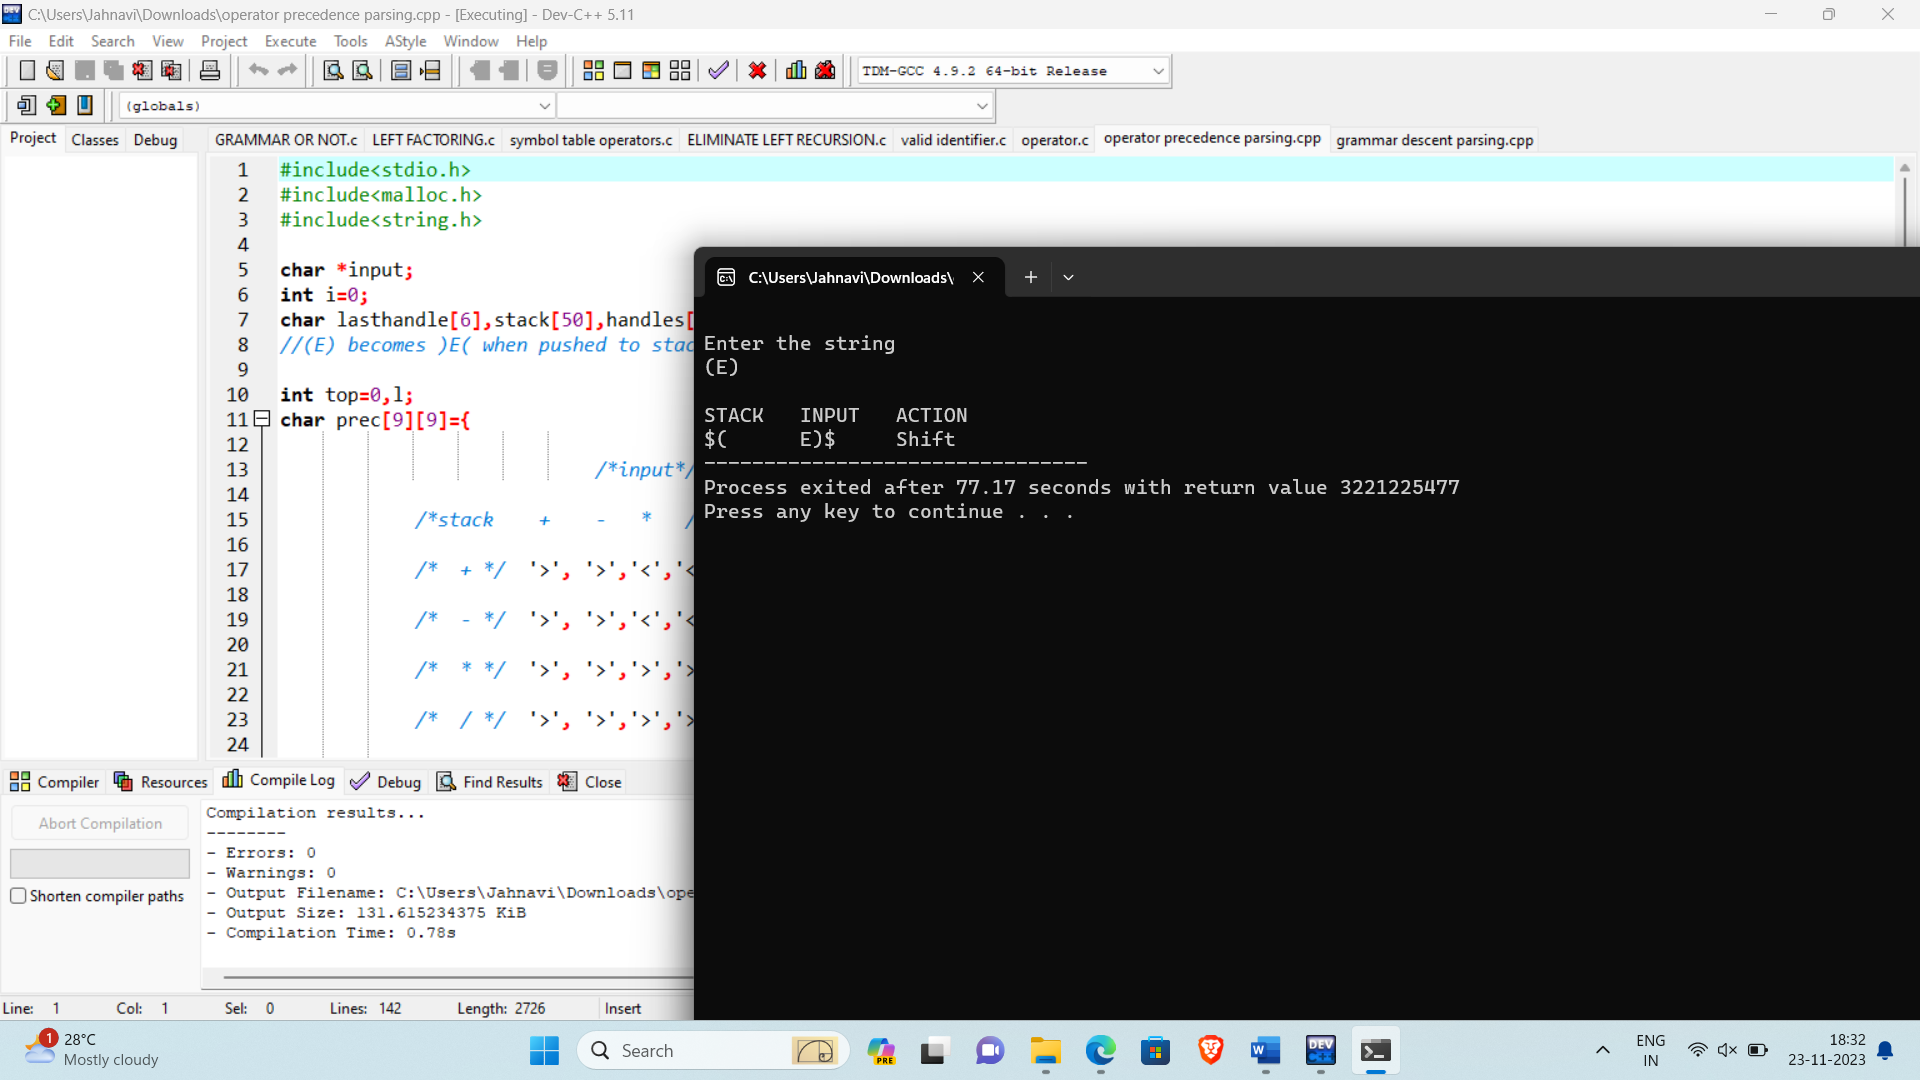 C:\Users\Jahnavi\Downloads\operator precedence parsing.cpp - [Executing] - Dev-C++ 5.11
File Edit Search View Project Execute Tools AStyle Window Help
TDM-GCC 4.9.2 64-bit Release
(globals)
Project Classes Debug
GRAMMAR OR NOT.c LEFT FACTORING.c symbol table operators.c ELIMINATE LEFT RECURSION.c valid identifier.c operator.c operator precedence parsing.cpp grammar descent parsing.cpp
1 #include<stdio.h>
2 #include<malloc.h>
3 #include<string.h>
4
5 char *input;
6 int i=0;
7 char lasthandle[6],stack[50],handles[
8 //(E) becomes )E( when pushed to stac
9
10 int top=0,l;
11 char prec[9][9]={
12
13 /*input*/
14
15 /*stack + - * /
16
17 /* + */ '>', '>','<','<
18
19 /* - */ '>', '>','<','<
20
21 /* * */ '>', '>','>','>
22
23 /* / */ '>', '>','>','>
24
C:\Users\Jahnavi\Downloads\
Enter the string
(E)
STACK INPUT ACTION
$( E)$ Shift
--------------------------------
Process exited after 77.17 seconds with return value 3221225477
Press any key to continue . . .
Compiler Resources Compile Log Debug Find Results Close
Abort Compilation
Shorten compiler paths
Compilation results...
--------
- Errors: 0
- Warnings: 0
- Output Filename: C:\Users\Jahnavi\Downloads\ope
- Output Size: 131.615234375 KiB
- Compilation Time: 0.78s
Line: 1 Col: 1 Sel: 0 Lines: 142 Length: 2726 Insert
1
28°C
Mostly cloudy
Search
PRE
DEV
ENG
IN
18:32
23-11-2023